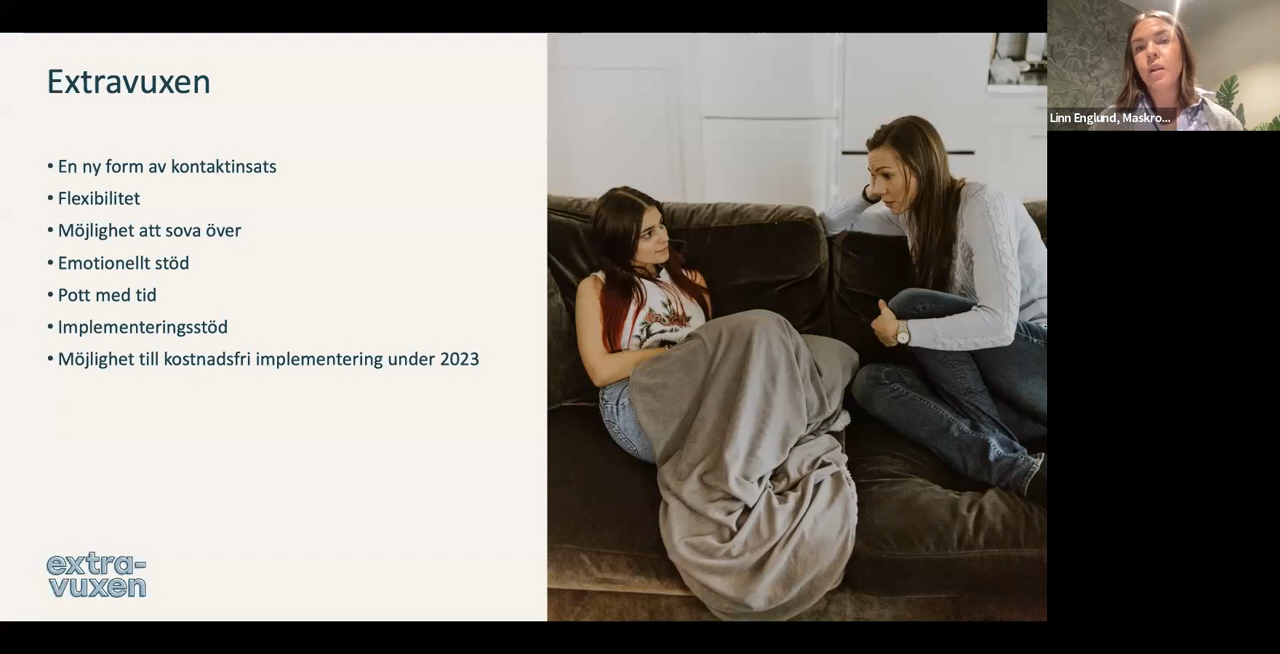 Extravuxen
• En ny form av kontaktinsats
• Flexibilitet
• Möjlighet att sova över
• Emotionellt stöd
• Pott med tid
• Implementeringsstöd
• Möjlighet till kostnadsfri implementering under 2023
extra-
vuxen
Linn Englund, Maskro...